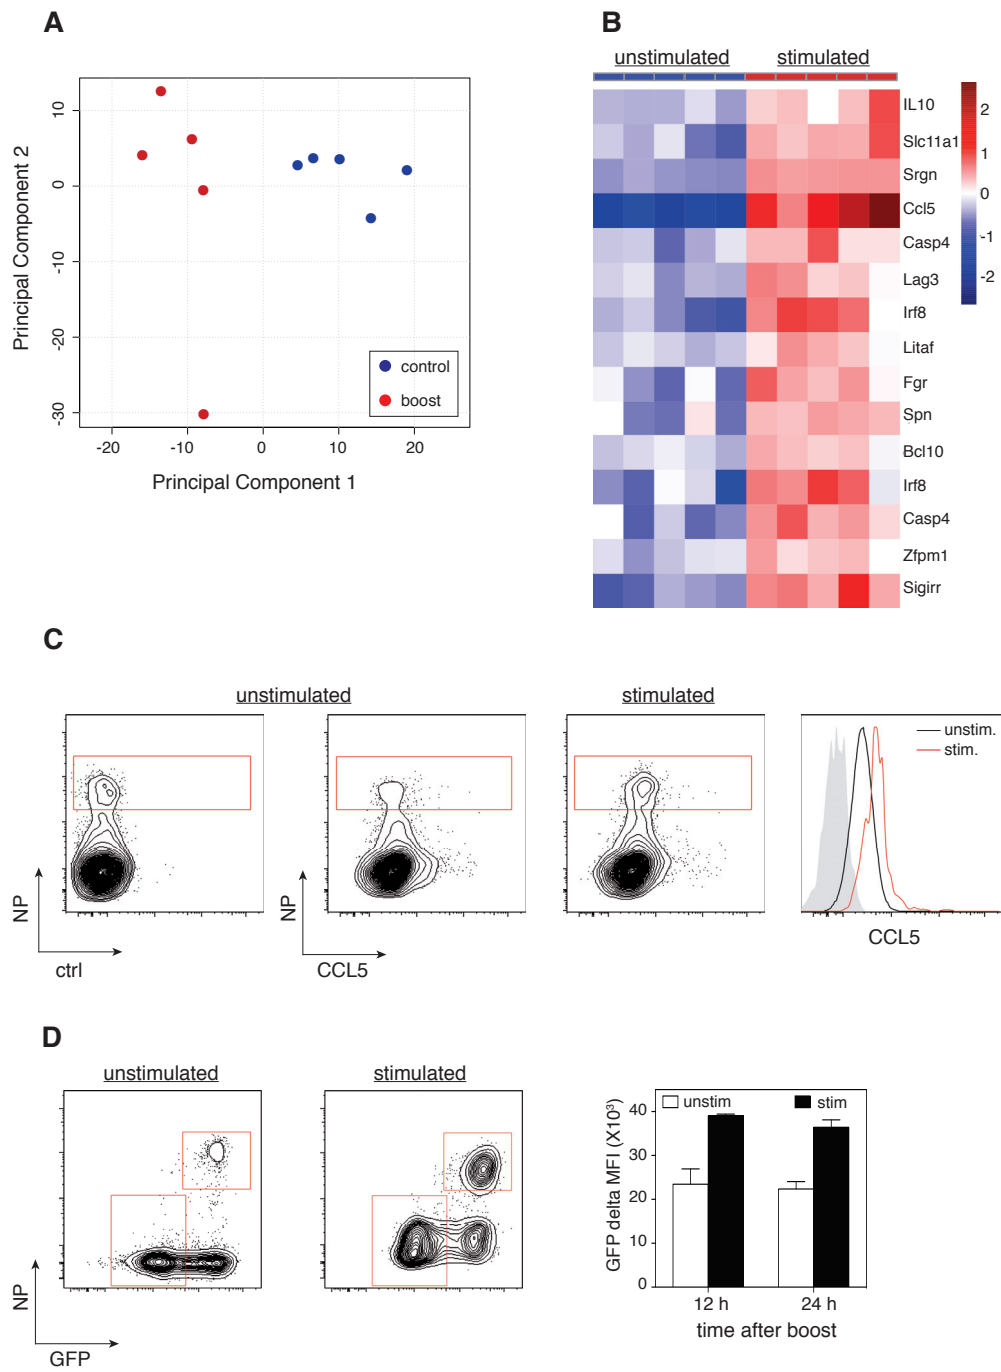 A
Principal Component 2
10
0
-10
-20
-30
control
boost
-20
-10
0
10
20
Principal Component 1
B
unstimulated
stimulated
IL10
Slc11a1
Srgn
Ccl5
Casp4
Lag3
Irf8
Litaf
Fgr
Spn
Bcl10
Irf8
Casp4
Zfpm1
Sigirr
2
1
0
-1
-2
C
unstimulated
stimulated
NP
ctrl
NP
CCL5
unstim.
stim.
CCL5
D
unstimulated
stimulated
NP
GFP
GFP delta MFI (X10³)
40
30
20
10
0
unstim
stim
12 h
24 h
time after boost